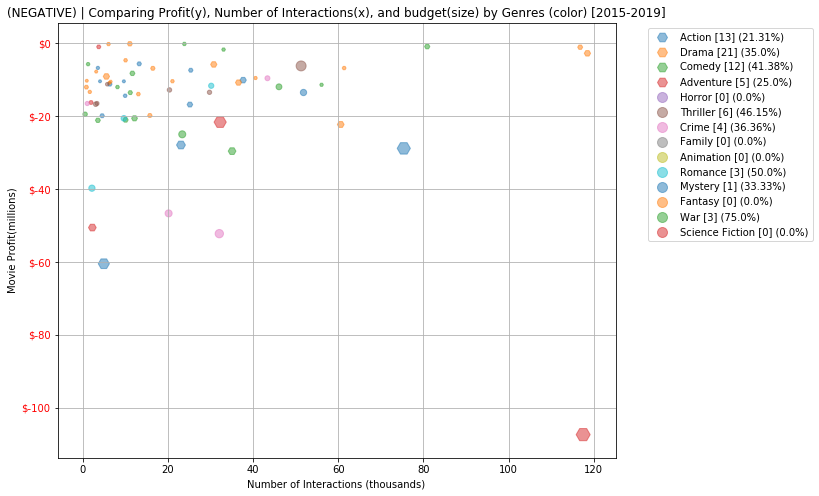 (NEGATIVE) | Comparing Profit(y), Number of Interactions(x), and budget(size) by Genres (color) [2015-2019]
$0
$-20
$-40
$-60
$-80
$-100
Movie Profit(millions)
0 20 40 60 80 100 120
Number of Interactions (thousands)
Action [13] (21.31%)
Drama [21] (35.0%)
Comedy [12] (41.38%)
Adventure [5] (25.0%)
Horror [0] (0.0%)
Thriller [6] (46.15%)
Crime [4] (36.36%)
Family [0] (0.0%)
Animation [0] (0.0%)
Romance [3] (50.0%)
Mystery [1] (33.33%)
Fantasy [0] (0.0%)
War [3] (75.0%)
Science Fiction [0] (0.0%)